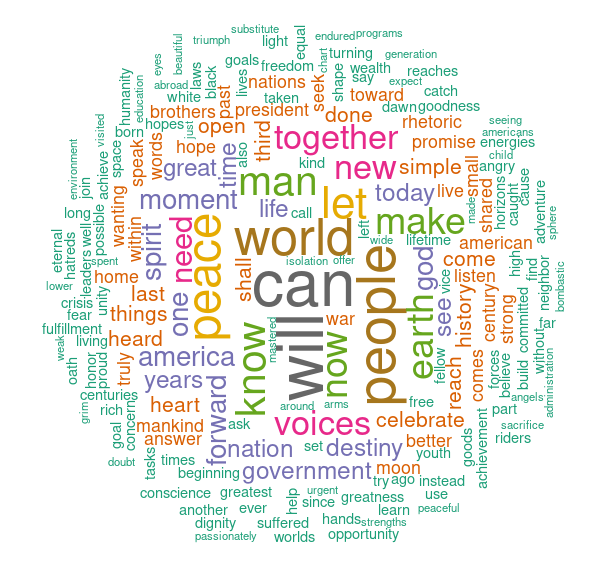 substitute
triumph
light
equal
endured
programs
eyes
beautiful
goals
freedom
turning
chart
generation
humanity
abroad
laws
black
lives
nations
seek
shape
wealth
say
reaches
expect
education
white
past
taken
toward
catch
brothers
president
done
dawn
goodness
hopes
just
open
third
rhetoric
seeing
born
words
speak
hope
also
together
promise
americans
energies
visited
space
achieve
great
time
kind
new
simple
small
angry
child
environment
join
wanting
moment
man
let
today
live
shared
horizons
caught
cause
adventure
long
possible
within
spirit
need
life
call
left
make
made
sphere
eternal
hatreds
well
leaders
peace
world
wide
lifetime
god
american
high
find
neighbor
bombastic
spent
home
shall
isolation
offer
can
people
earth
come
listen
vice
see
lower
crisis
unity
last
one
war
history
century
strong
committed
far
fear
things
will
now
fulfillment
living
heard
know
mastered
fellow
reach
comes
forces
believe
build
without
administration
weak
oath
honor
proud
truly
america
years
forward
centuries
rich
heart
around
arms
free
part
angels
grim
goal
concern
mankind
voices
celebrate
sacrifice
answer
ask
nation
set
destiny
better
riders
doubt
tasks
times
government
moon
youth
goods
achievement
beginning
try
ago
instead
conscience
greatest
help
urgent
greatness
use
another
ever
since
learn
peaceful
dignity
suffered
hands
strengths
passionately
worlds
opportunity